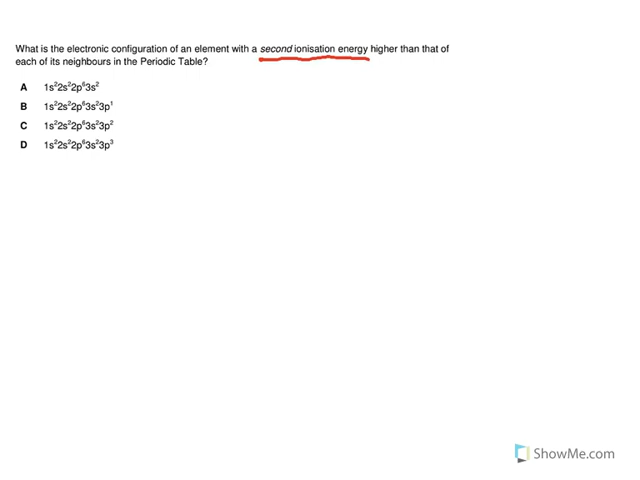 What is the electronic configuration of an element with a second ionisation energy higher than that of
each of its neighbours in the Periodic Table?
A 1s²2s²2p⁶3s²
B 1s²2s²2p⁶3s²3p¹
C 1s²2s²2p⁶3s²3p²
D 1s²2s²2p⁶3s²3p³
ShowMe.com